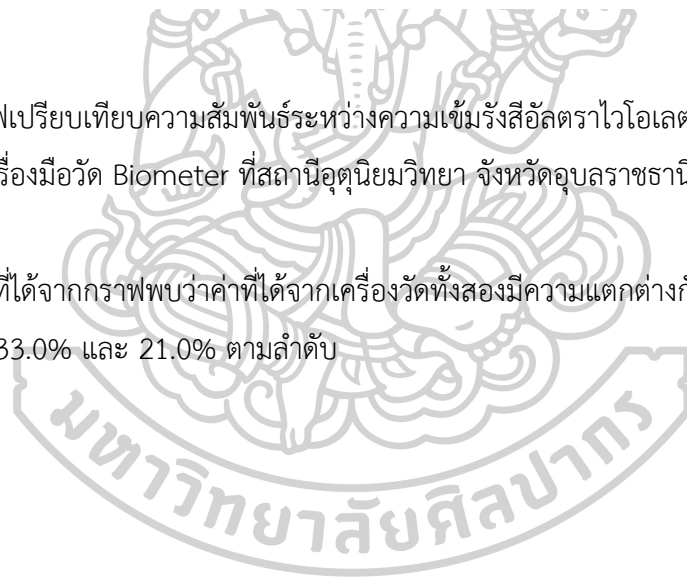 เปรียบเทียบความสัมพันธ์ระหว่างความเข้มรังสีอัลตราไวโอเลต
รื่องมือวัด Biometer ที่สถานีอุตุนิยมวิทยา จังหวัดอุบลราชธานี
ที่ได้จากกราฟพบว่าค่าที่ได้จากเครื่องวัดทั้งสองมีความแตกต่างกั
33.0% และ 21.0% ตามลำดับ
มหาวิทยาลัยศิลปากร